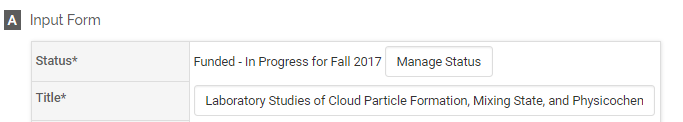 A Input Form
Status* Funded - In Progress for Fall 2017 Manage Status
Title* Laboratory Studies of Cloud Particle Formation, Mixing State, and Physicochen